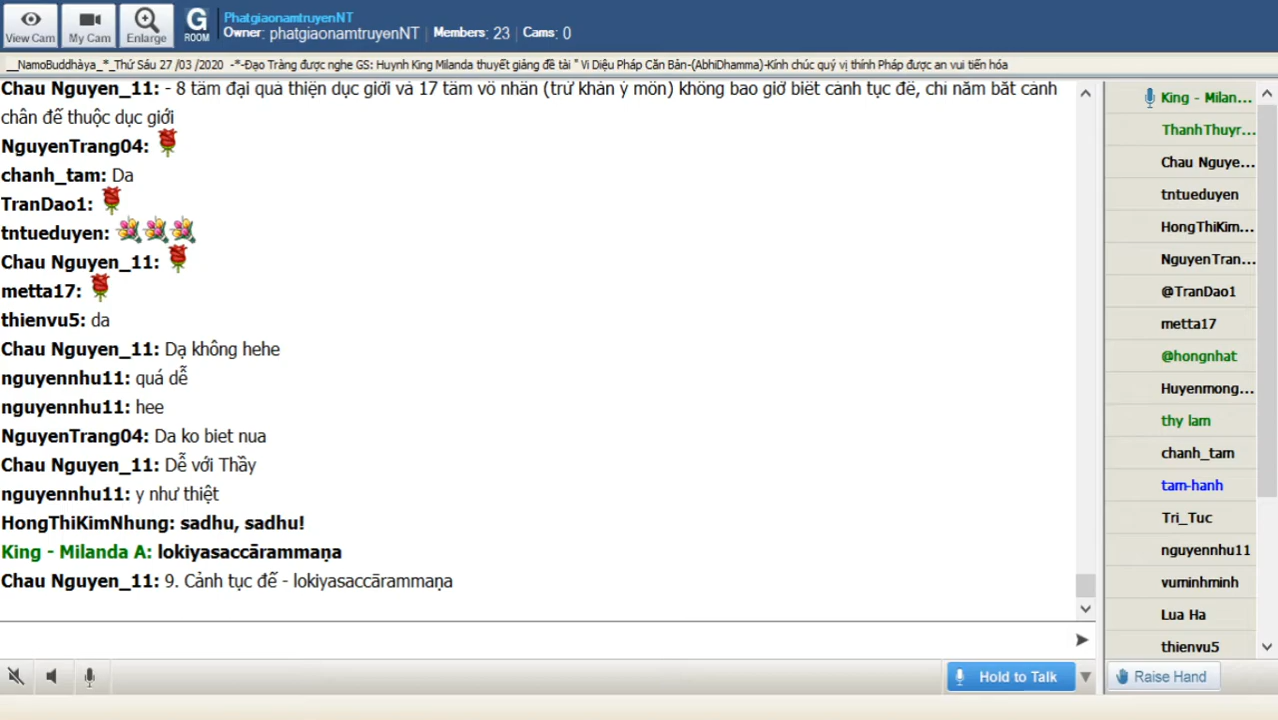 View Cam
My Cam
Enlarge
G
ROOM
PhatgiaonamtruyenNT
Owner: phatgiaonamtruyenNT | Members: 23 | Cams: 0
__NamoBuddhàya_*_Thứ Sáu 27 /03 /2020 -*-Đạo Tràng được nghe GS: Huynh King Milanda thuyết giảng đề tài " Vi Diệu Pháp Căn Bản-(AbhiDhamma)-Kính chúc quý vị thính Pháp được an vui tiến hóa
Chau Nguyen_11: - 8 tâm đại quả thiện dục giới và 17 tâm vô nhân (trừ khán ý môn) không bao giờ biết cảnh tục đế, chỉ năm bắt cảnh
chân đế thuộc dục giới
NguyenTrang04:
chanh_tam: Da
TranDao1:
tntueduyen:
Chau Nguyen_11:
metta17:
thienvu5: da
Chau Nguyen_11: Dạ không hehe
nguyennhu11: quá dễ
nguyennhu11: hee
NguyenTrang04: Da ko biet nua
Chau Nguyen_11: Dễ với Thầy
nguyennhu11: y như thiệt
HongThiKimNhung: sadhu, sadhu!
King - Milanda A: lokiyasaccārammaṇa
Chau Nguyen_11: 9. Cảnh tục đế - lokiyasaccārammaṇa
King - Milan...
ThanhThuyr...
Chau Nguye...
tntueduyen
HongThiKim...
NguyenTran...
@TranDao1
metta17
@hongnhat
Huyenmong...
thy lam
chanh_tam
tam-hanh
Tri_Tuc
nguyennhu11
vuminhminh
Lua Ha
thienvu5
Hold to Talk
Raise Hand